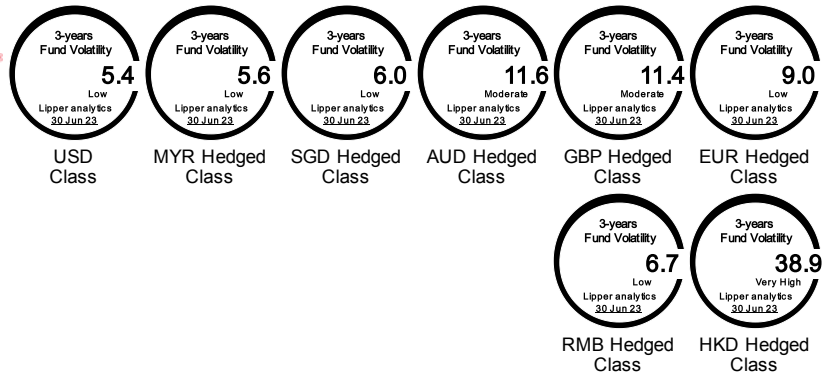 3-years
Fund Volatility
5.4
Low
Lipper analytics
30 Jun 23
USD
Class
3-years
Fund Volatility
5.6
Low
Lipper analytics
30 Jun 23
MYR Hedged
Class
3-years
Fund Volatility
6.0
Low
Lipper analytics
30 Jun 23
SGD Hedged
Class
3-years
Fund Volatility
11.6
Moderate
Lipper analytics
30 Jun 23
AUD Hedged
Class
3-years
Fund Volatility
11.4
Moderate
Lipper analytics
30 Jun 23
GBP Hedged
Class
3-years
Fund Volatility
9.0
Low
Lipper analytics
30 Jun 23
EUR Hedged
Class
3-years
Fund Volatility
6.7
Low
Lipper analytics
30 Jun 23
RMB Hedged
Class
3-years
Fund Volatility
38.9
Very High
Lipper analytics
30 Jun 23
HKD Hedged
Class